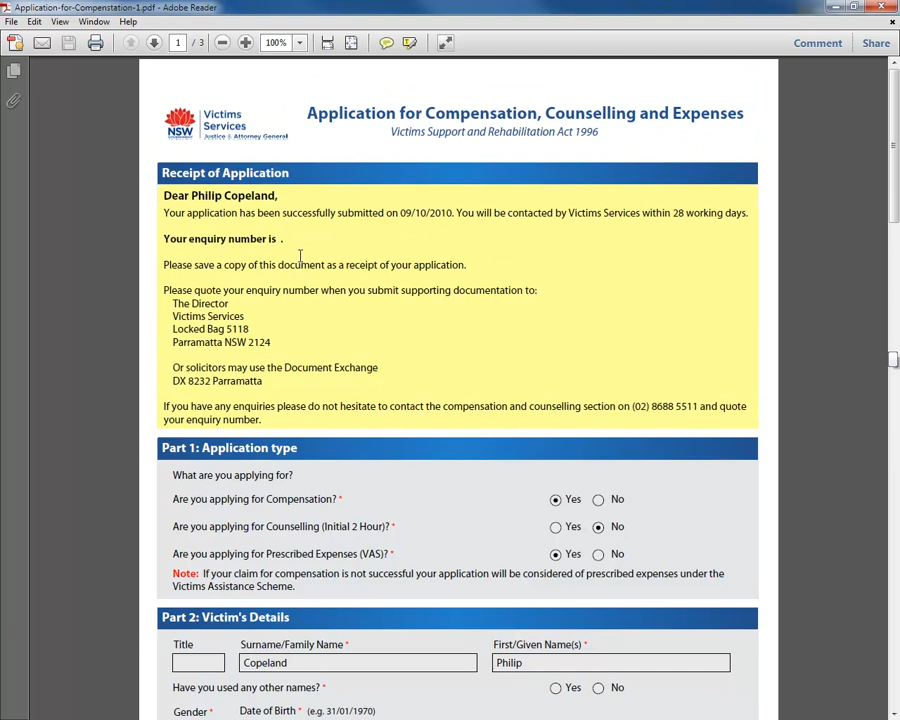 Application-for-Compenstation-1.pdf - Adobe Reader
File Edit View Window Help
1 / 3 100% Comment Share
NSW
Victims
Services
Justice & Attorney General
Application for Compensation, Counselling and Expenses
Victims Support and Rehabilitation Act 1996
Receipt of Application
Dear Philip Copeland,
Your application has been successfully submitted on 09/10/2010. You will be contacted by Victims Services within 28 working days.
Your enquiry number is .
Please save a copy of this document as a receipt of your application.
Please quote your enquiry number when you submit supporting documentation to:
The Director
Victims Services
Locked Bag 5118
Parramatta NSW 2124
Or solicitors may use the Document Exchange
DX 8232 Parramatta
If you have any enquiries please do not hesitate to contact the compensation and counselling section on (02) 8688 5511 and quote
your enquiry number.
Part 1: Application type
What are you applying for?
Are you applying for Compensation? * Yes No
Are you applying for Counselling (Initial 2 Hour)? * Yes No
Are you applying for Prescribed Expenses (VAS)? * Yes No
Note: If your claim for compensation is not successful your application will be considered of prescribed expenses under the
Victims Assistance Scheme.
Part 2: Victim's Details
Title Surname/Family Name * First/Given Name(s) *
Copeland Philip
Have you used any other names? * Yes No
Gender * Date of Birth * (e.g. 31/01/1970)